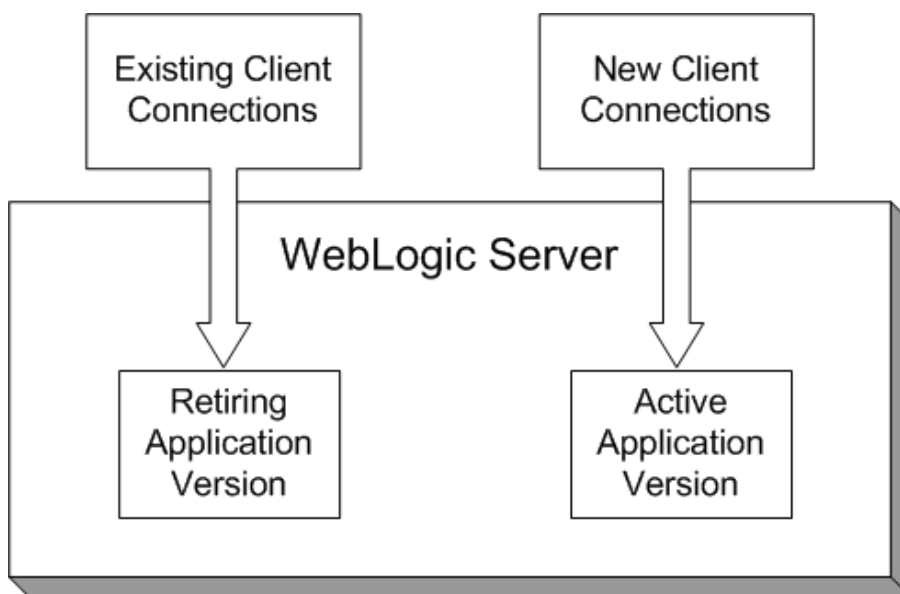 Existing Client
Connections
New Client
Connections
WebLogic Server
Retiring
Application
Version
Active
Application
Version